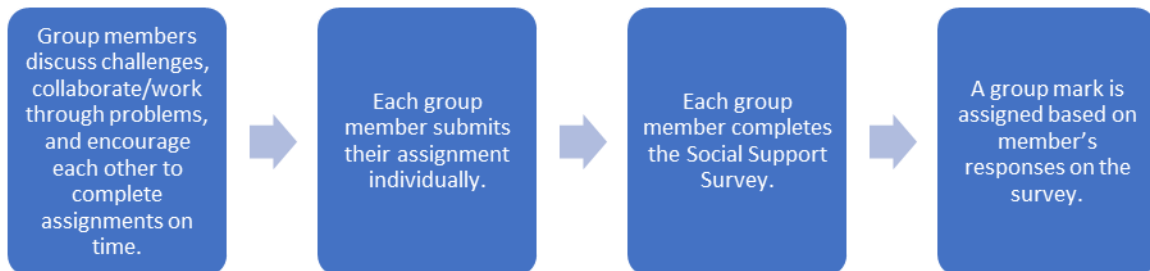 Group members
discuss challenges,
collaborate/work
through problems,
and encourage
each other to
complete
assignments on
time.
Each group
member submits
their assignment
individually.
Each group
member completes
the Social Support
Survey.
A group mark is
assigned based on
member's
responses on the
survey.